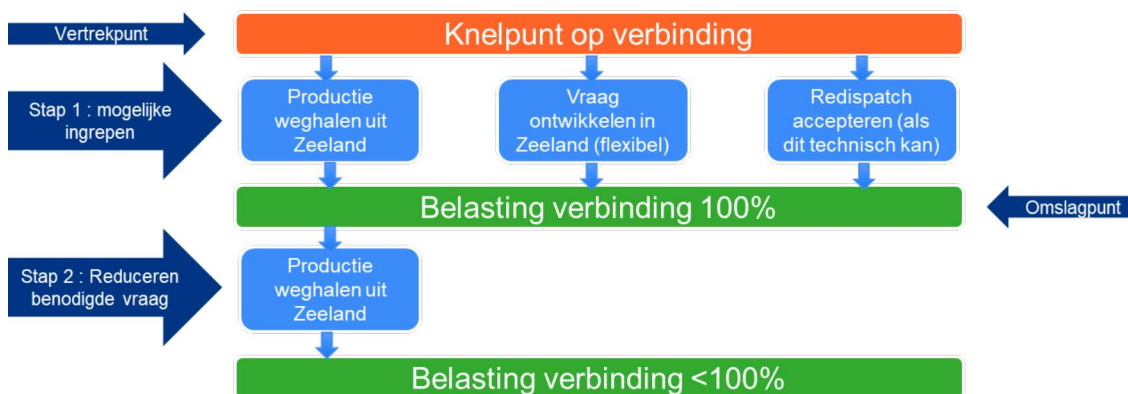 Vertrekpunt
Knelpunt op verbinding
Stap 1 : mogelijke
ingrepen
Productie
weghalen uit
Zeeland
Vraag
ontwikkelen in
Zeeland (flexibel)
Redispatch
accepteren (als
dit technisch kan)
Belasting verbinding 100%
Omslagpunt
Stap 2 : Reduceren
benodigde vraag
Productie
weghalen uit
Zeeland
Belasting verbinding <100%